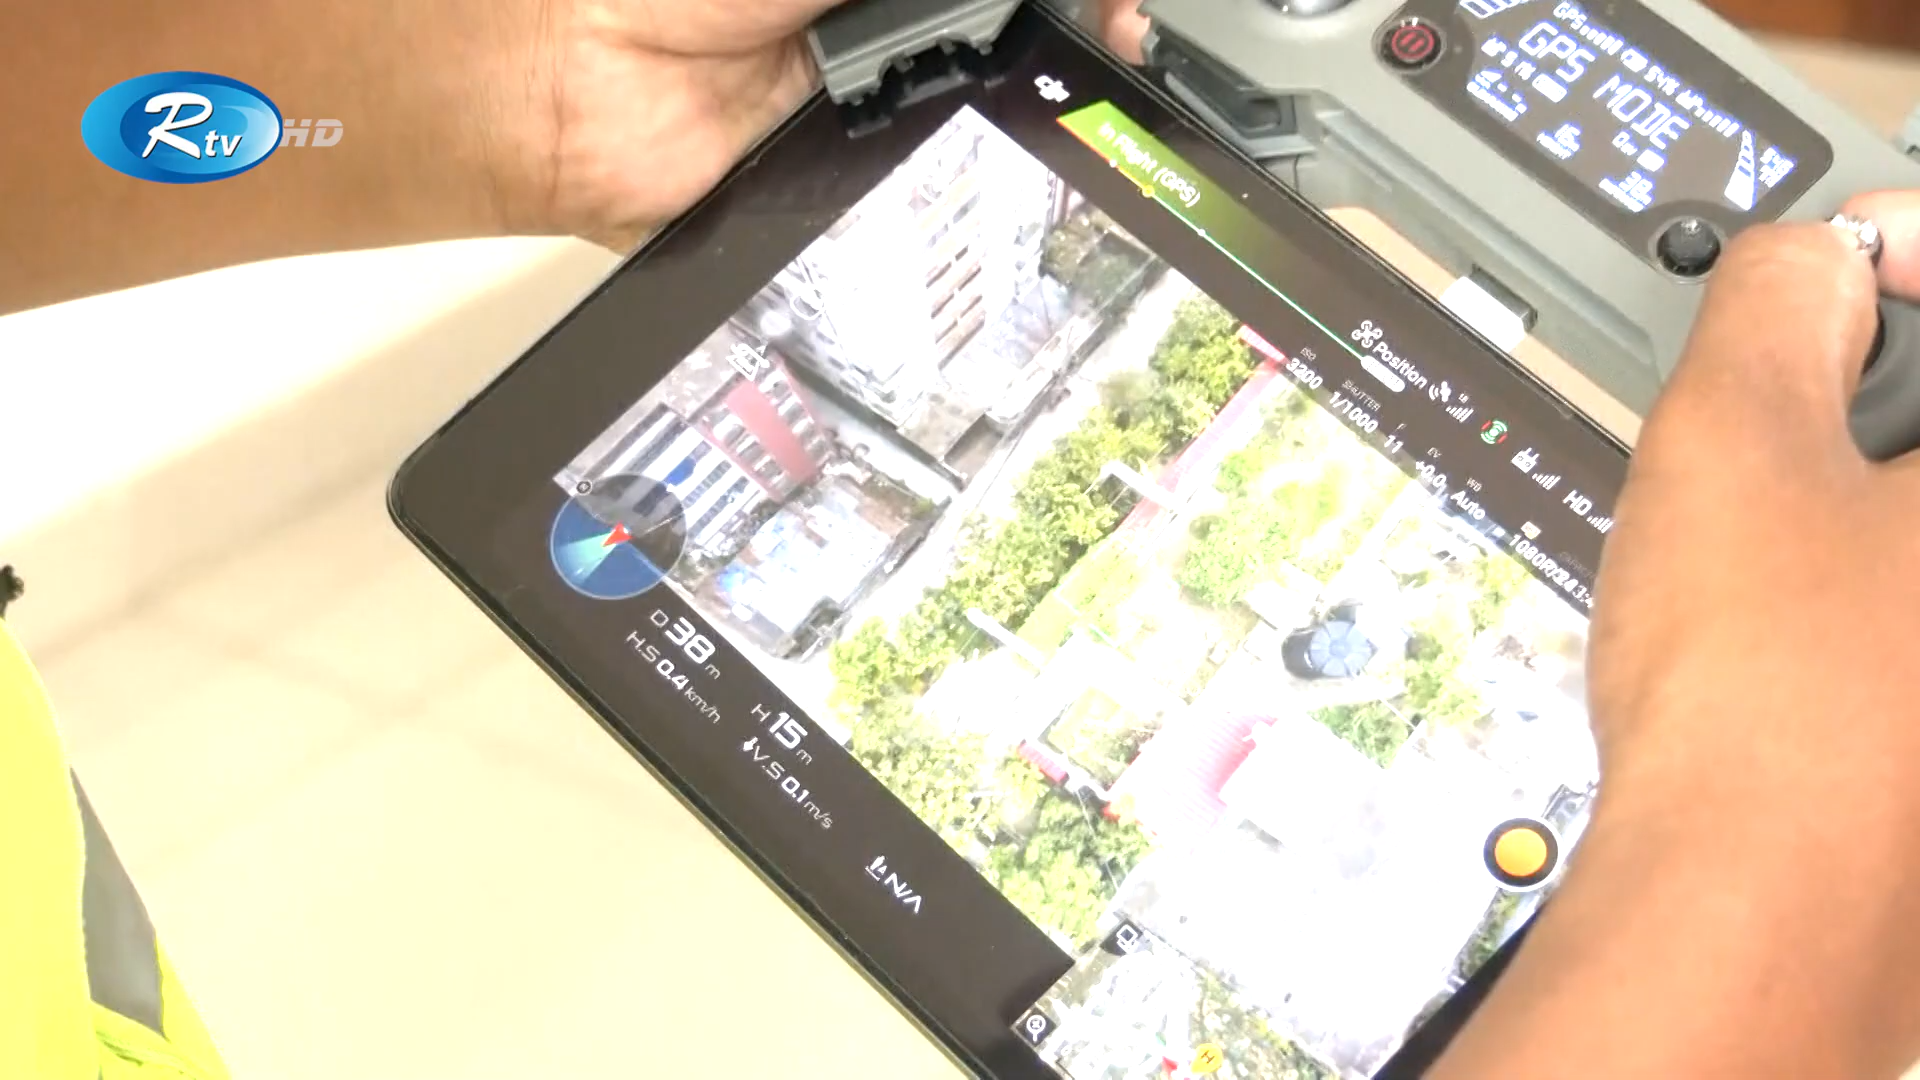 Rtv HD
GPS
GPS MODE
In Flight (GPS)
Position
ISO
3200
SHUTTER
1/1000
F
11
EV
+0.0
WB
Auto
HD
D 38 m
H.S 0.4 km/h
H 15 m
V.S 0.1 m/s
N/A
H